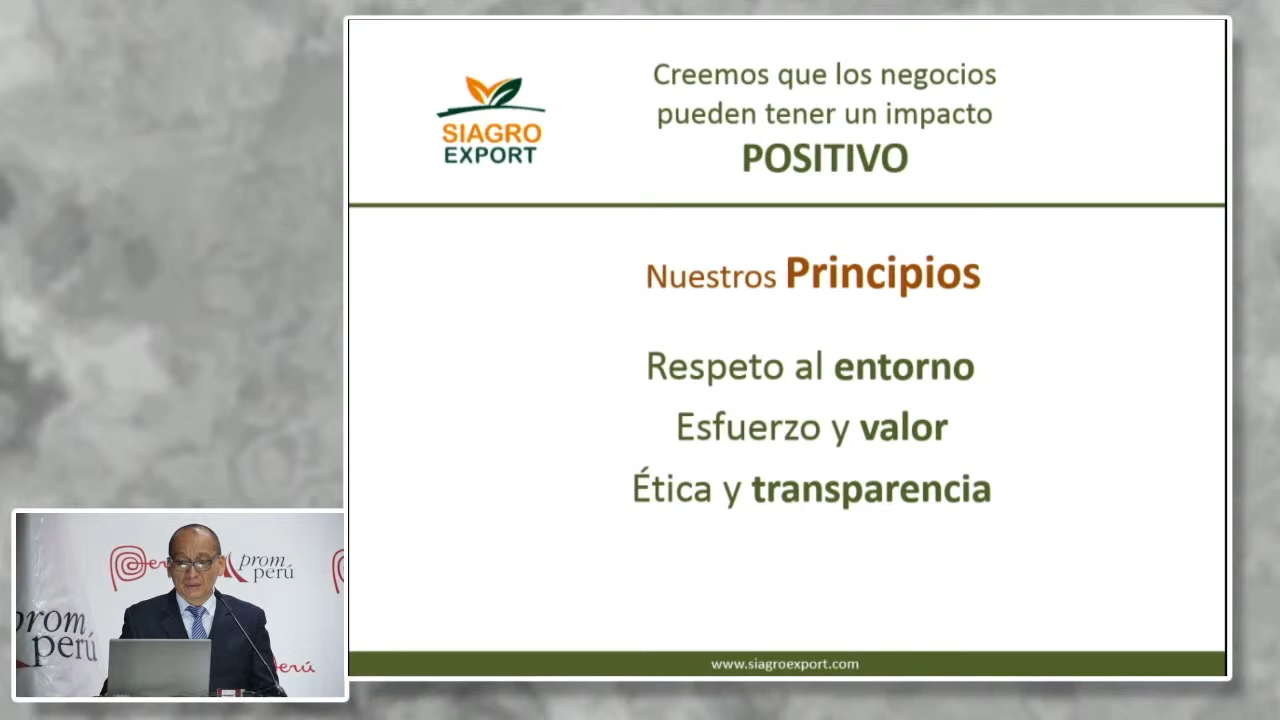 SIAGRO
EXPORT
Creemos que los negocios
pueden tener un impacto
POSITIVO
Nuestros Principios
Respeto al entorno
Esfuerzo y valor
Ética y transparencia
www.siagroexport.com
Perú
prom
perú
prom
perú